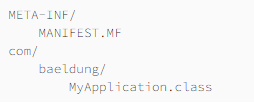 META-INF/
    MANIFEST.MF
com/
    baeldung/
        MyApplication.class